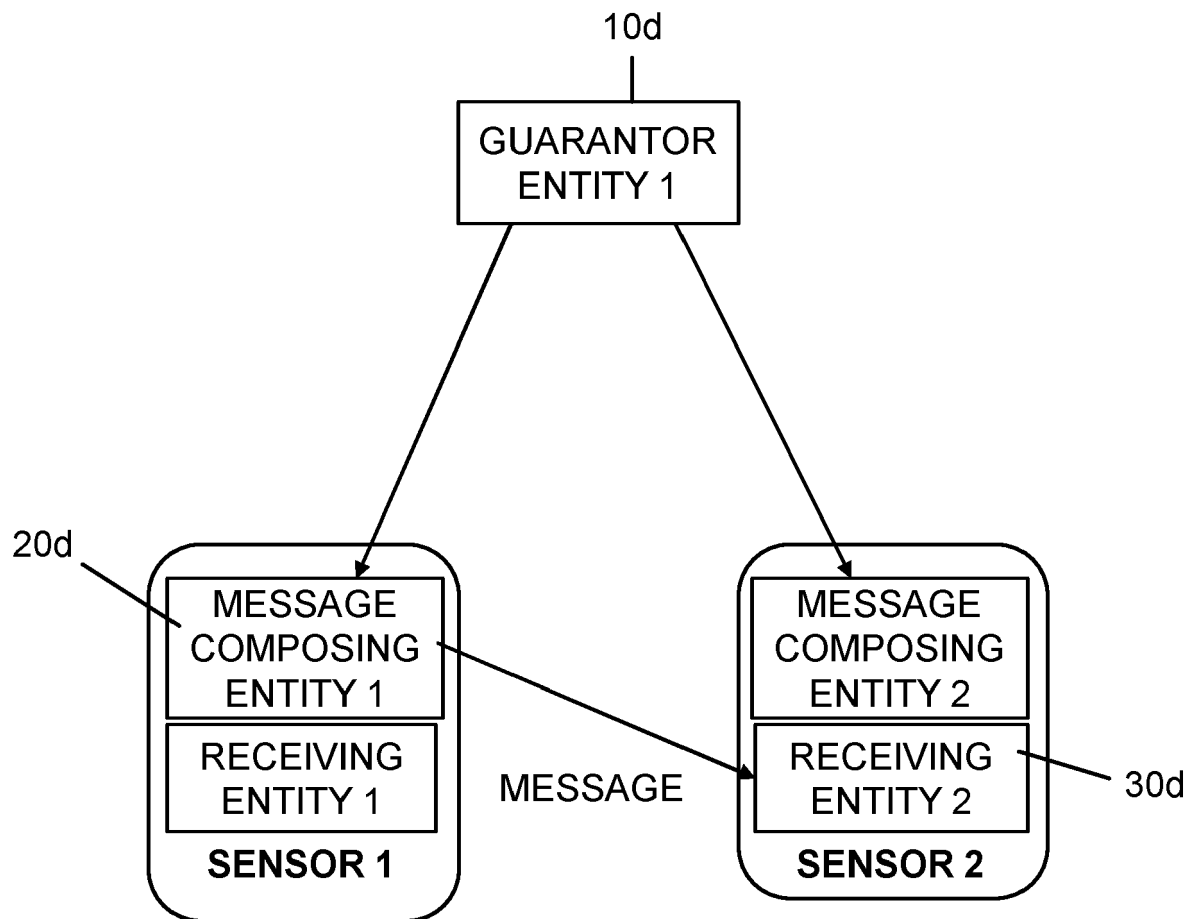 10d
GUARANTOR
ENTITY 1
20d
MESSAGE
COMPOSING
ENTITY 1
RECEIVING
ENTITY 1
SENSOR 1
MESSAGE
MESSAGE
COMPOSING
ENTITY 2
RECEIVING
ENTITY 2
SENSOR 2
30d